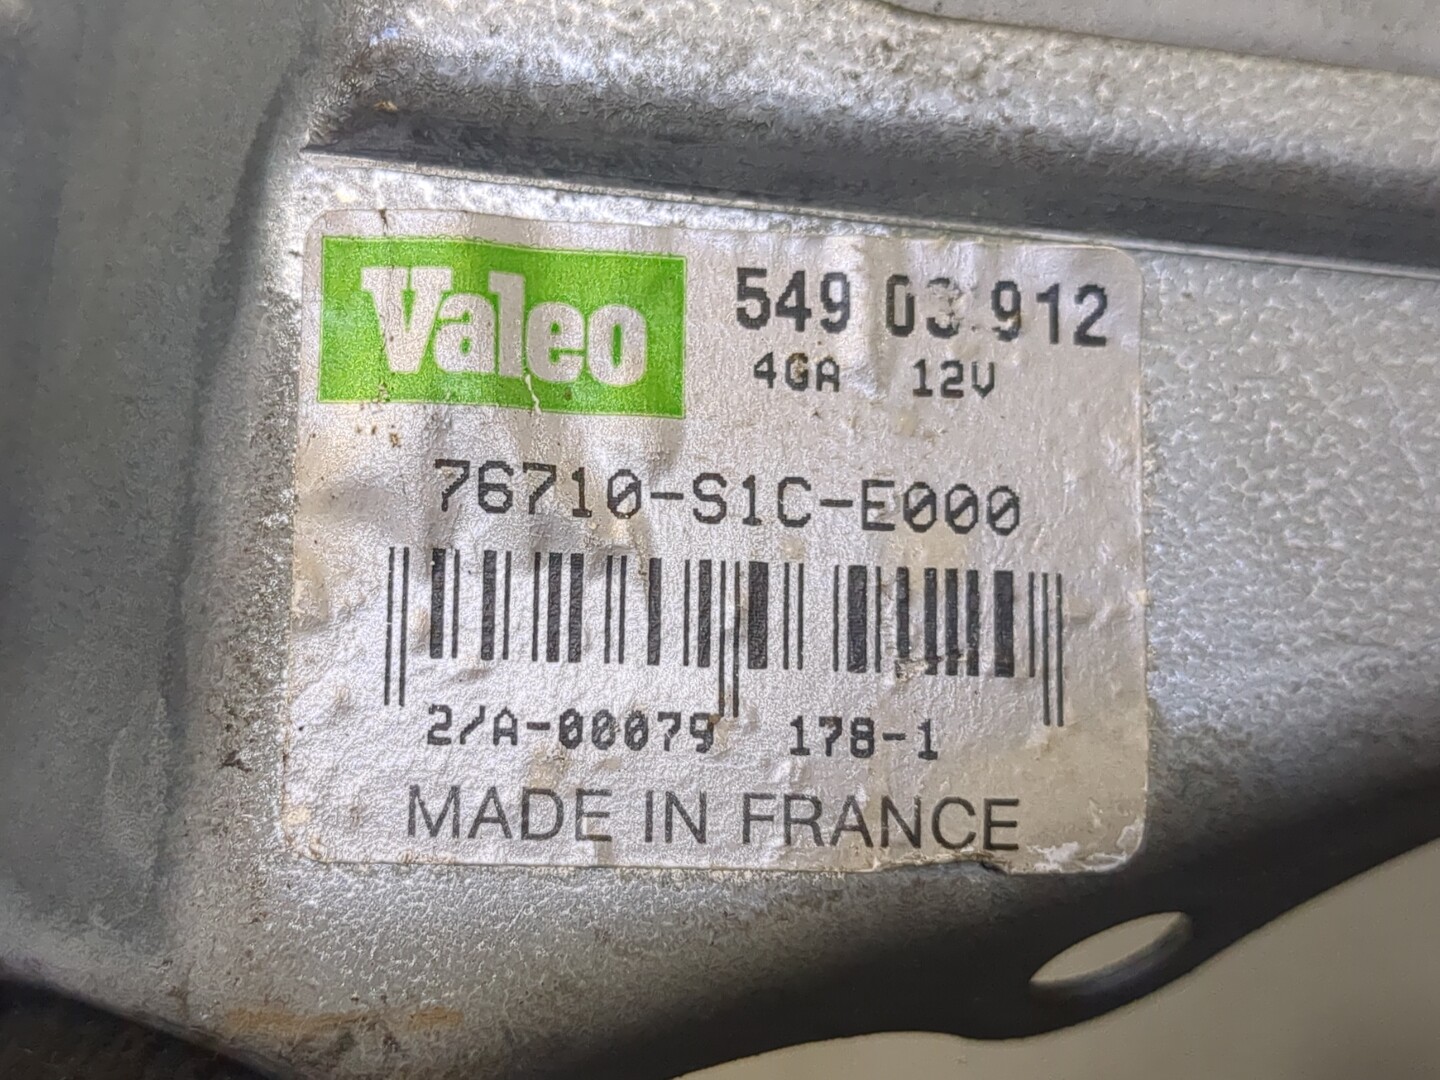 Valeo
549 03 912
4GA 12V
76710-S1C-E000
2/A-00079 178-1
MADE IN FRANCE